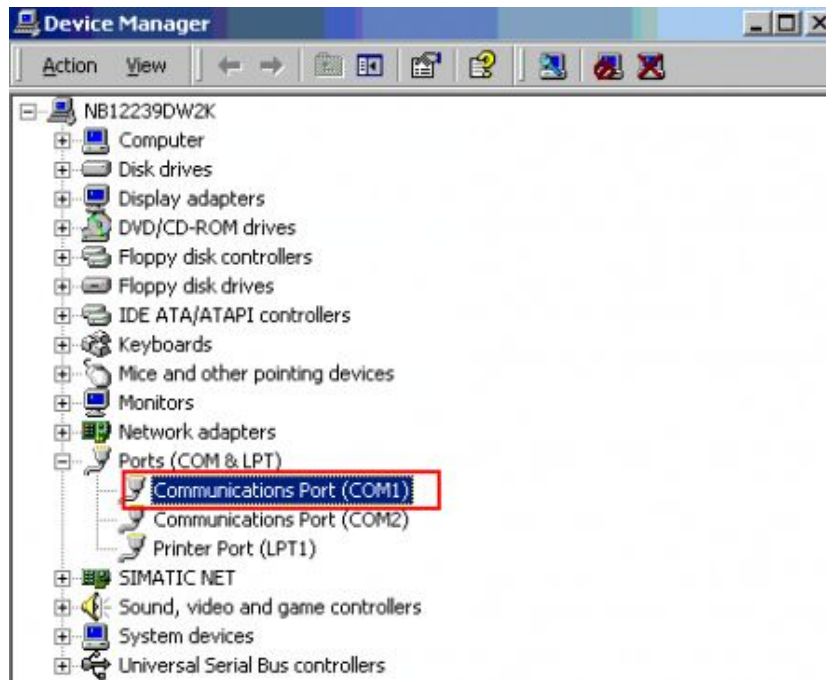 Device Manager
Action View
NB12239DW2K
Computer
Disk drives
Display adapters
DVD/CD-ROM drives
Floppy disk controllers
Floppy disk drives
IDE ATA/ATAPI controllers
Keyboards
Mice and other pointing devices
Monitors
Network adapters
Ports (COM & LPT)
Communications Port (COM1)
Communications Port (COM2)
Printer Port (LPT1)
SIMATIC NET
Sound, video and game controllers
System devices
Universal Serial Bus controllers